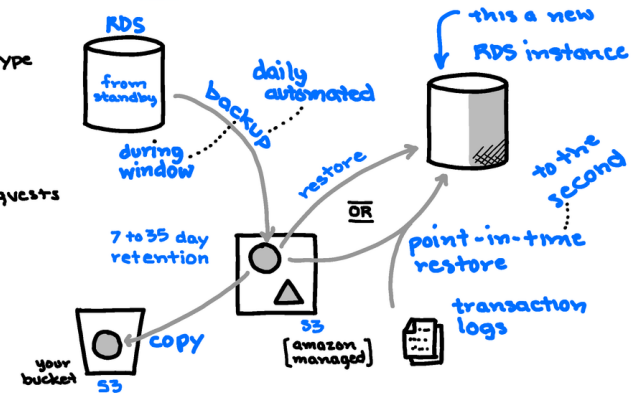 RDS
ype
from
standby
backup
daily
automated
during
window
quests
7 to 35 day
retention
S3
[amazon
managed]
copy
your
bucket
S3
restore
OR
this a new
RDS instance
to the
second
point-in-time
restore
transaction
logs